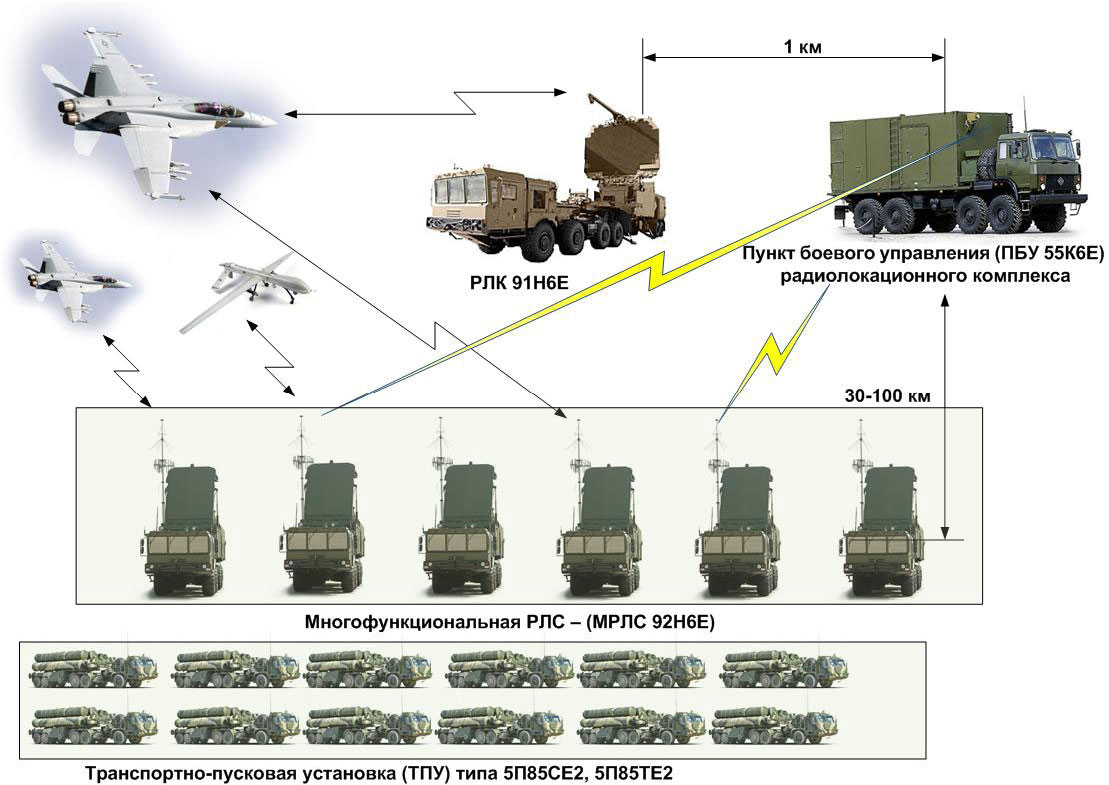 1 км
РЛК 91Н6Е
Пункт боевого управления (ПБУ 55К6Е)
радиолокационного комплекса
30-100 км
Многофункциональная РЛС – (МРЛС 92Н6Е)
Транспортно-пусковая установка (ТПУ) типа 5П85СЕ2, 5П85ТЕ2